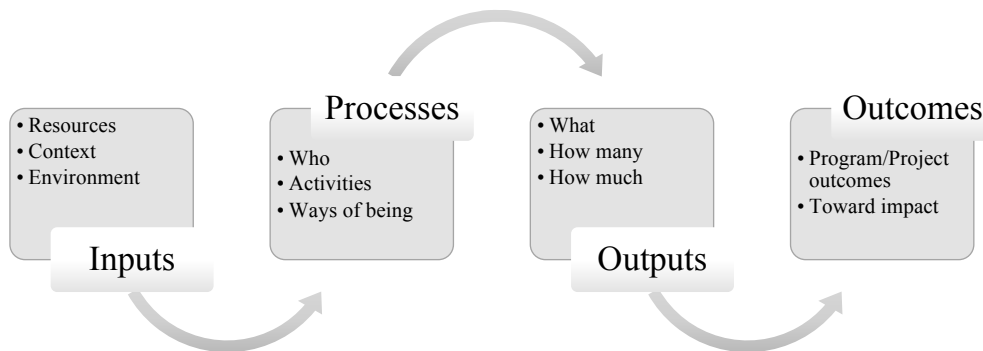 • Resources
• Context
• Environment
Inputs
Processes
• Who
• Activities
• Ways of being
• What
• How many
• How much
Outputs
Outcomes
• Program/Project
outcomes
• Toward impact